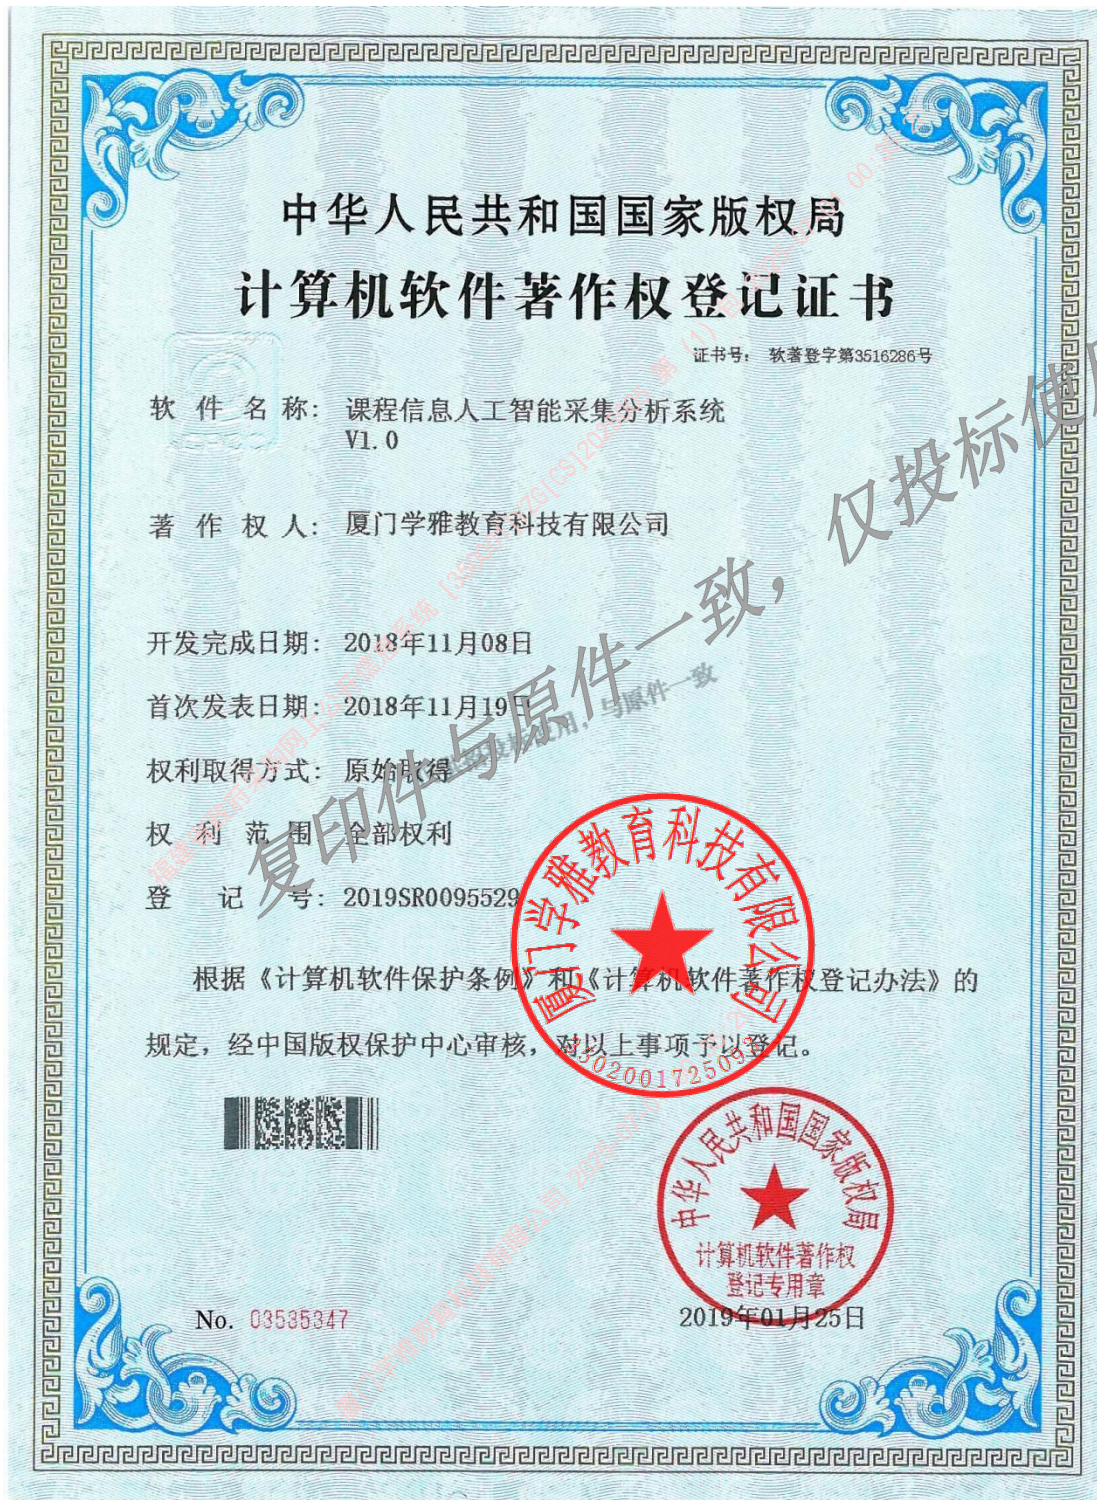 中华人民共和国国家版权局
计算机软件著作权登记证书
证书号： 软著登字第3516286号
软件名称： 课程信息人工智能采集分析系统
V1.0
著作权人： 厦门学雅教育科技有限公司
开发完成日期： 2018年11月08日
首次发表日期： 2018年11月19日
权利取得方式： 原始取得
权利范围 全部权利
登记号： 2019SR0095529
根据《计算机软件保护条例》和《计算机软件著作权登记办法》的
规定，经中国版权保护中心审核，对以上事项予以登记。
复印件与原件一致，仅投标使用
投标使用，与原件一致
厦门学雅教育科技有限公司
3502001725093
中华人民共和国国家版权局
计算机软件著作权
登记专用章
No. 03535347
2019年01月25日